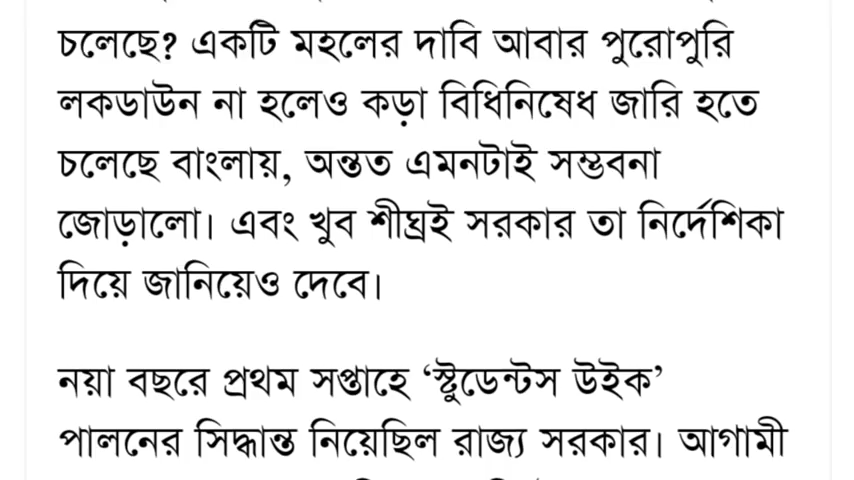 চলেছে? একটি মহলের দাবি আবার পুরোপুরি
লকডাউন না হলেও কড়া বিধিনিষেধ জারি হতে
চলেছে বাংলায়, অন্তত এমনটাই সম্ভবনা
জোড়ালো। এবং খুব শীঘ্রই সরকার তা নির্দেশিকা
দিয়ে জানিয়েও দেবে।
নয়া বছরে প্রথম সপ্তাহে ‘স্টুডেন্টস উইক’
পালনের সিদ্ধান্ত নিয়েছিল রাজ্য সরকার। আগামী